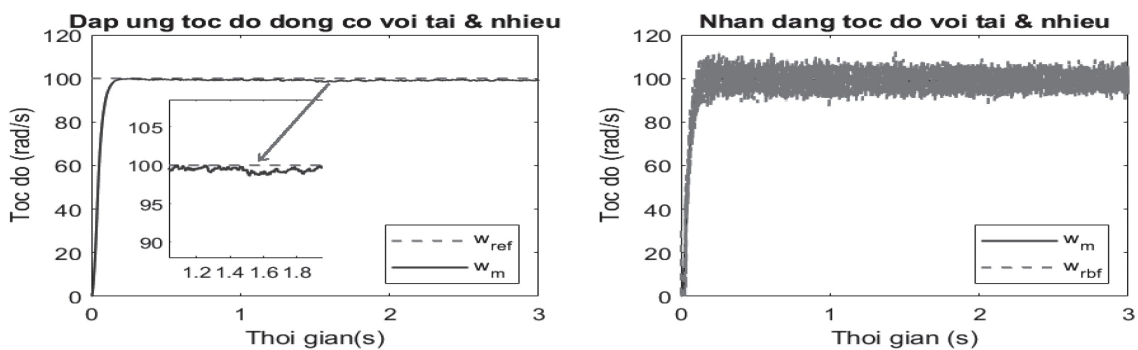 Dap ung toc do dong co voi tai & nhieu
Toc do (rad/s)
120
100
80
60
40
20
0
105
100
95
90
1.2 1.4 1.6 1.8
w_ref
w_m
0 1 2 3
Thoi gian(s)
Nhan dang toc do voi tai & nhieu
Toc do (rad/s)
120
100
80
60
40
20
0
w_m
w_rbf
0 1 2 3
Thoi gian (s)